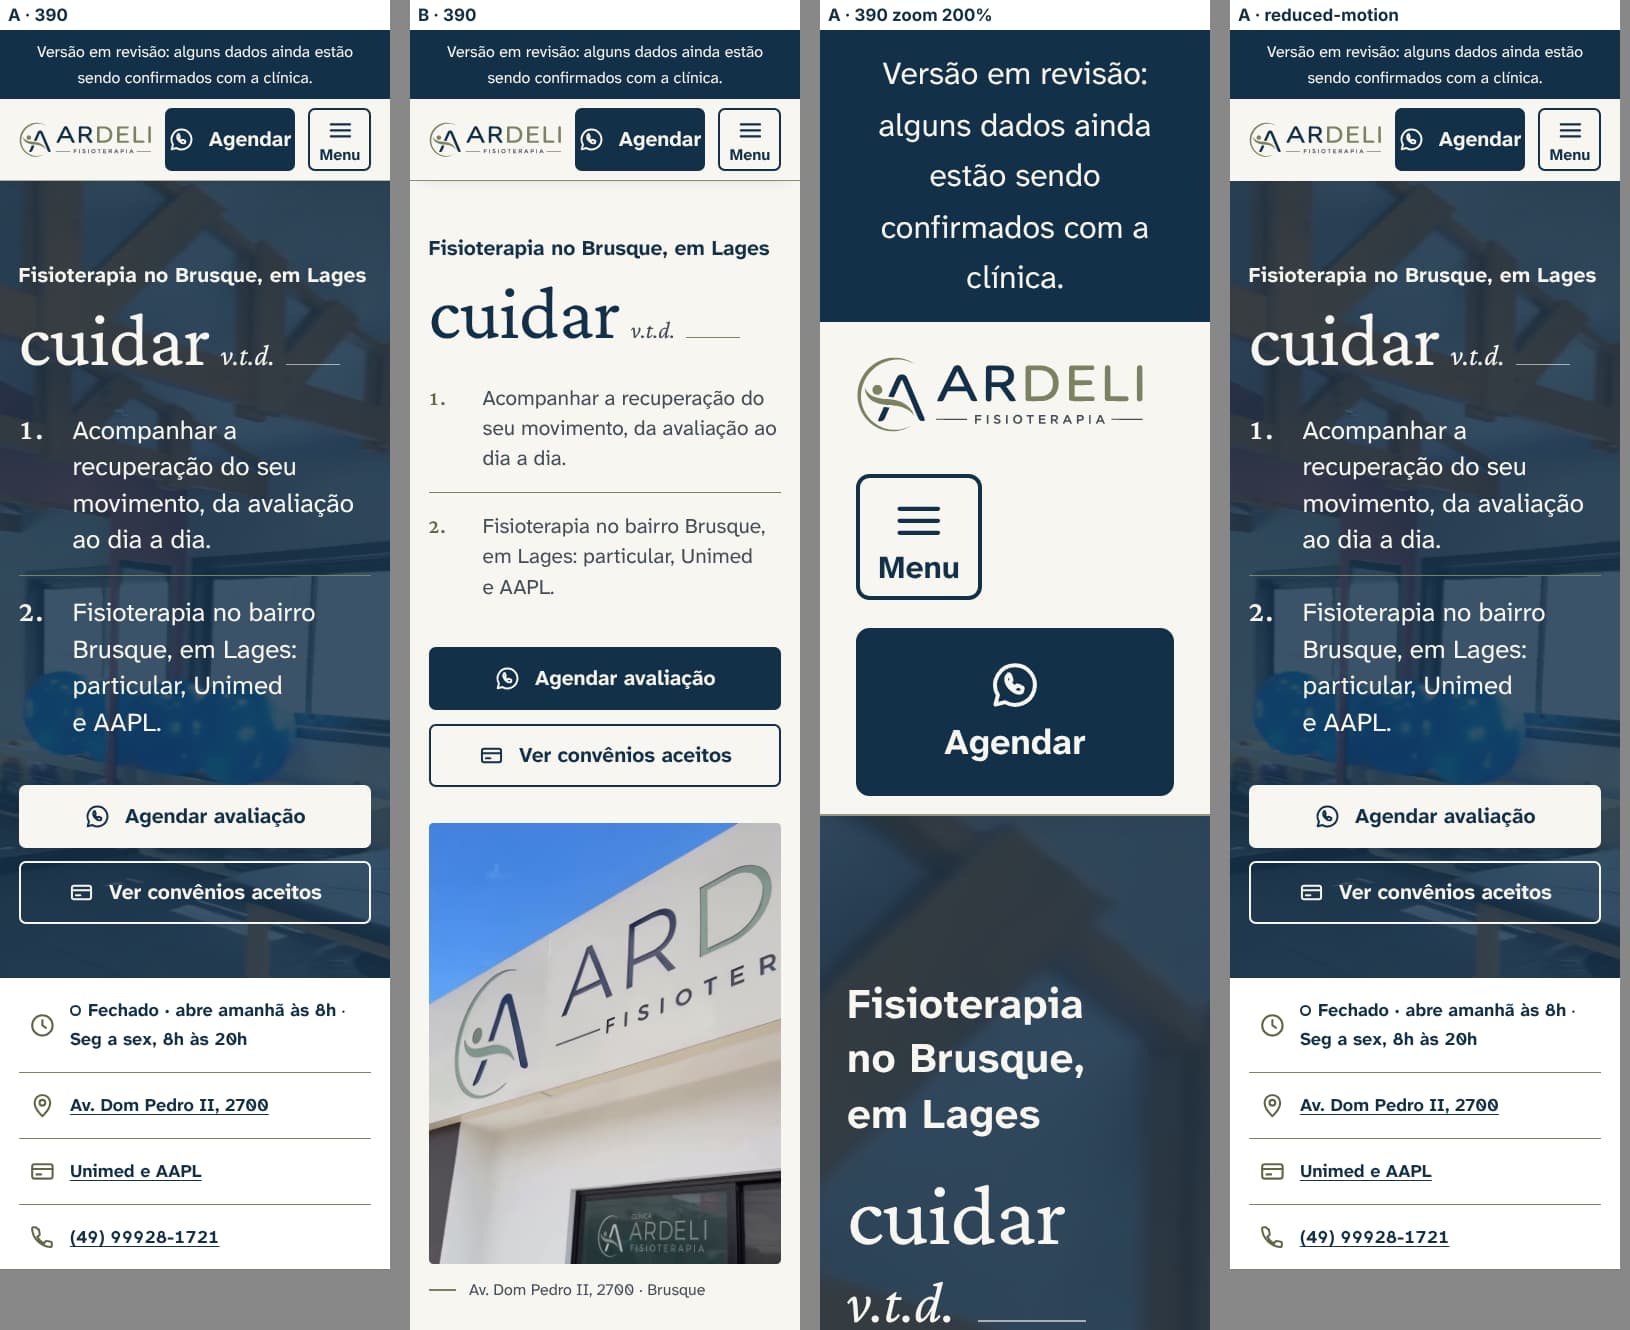 A · 390
Versão em revisão: alguns dados ainda estão
sendo confirmados com a clínica.
ARDELI
FISIOTERAPIA
Agendar
Menu
Fisioterapia no Brusque, em Lages
cuidar v.t.d.
1. Acompanhar a
recuperação do seu
movimento, da avaliação
ao dia a dia.
2. Fisioterapia no bairro
Brusque, em Lages:
particular, Unimed
e AAPL.
Agendar avaliação
Ver convênios aceitos
Fechado · abre amanhã às 8h ·
Seg a sex, 8h às 20h
Av. Dom Pedro II, 2700
Unimed e AAPL
(49) 99928-1721
B · 390
Versão em revisão: alguns dados ainda estão
sendo confirmados com a clínica.
ARDELI
FISIOTERAPIA
Agendar
Menu
Fisioterapia no Brusque, em Lages
cuidar v.t.d.
1. Acompanhar a recuperação do
seu movimento, da avaliação ao
dia a dia.
2. Fisioterapia no bairro Brusque,
em Lages: particular, Unimed
e AAPL.
Agendar avaliação
Ver convênios aceitos
ARD
FISIOTER
CLÍNICA
ARDELI
FISIOTERAPIA
Av. Dom Pedro II, 2700 · Brusque
A · 390 zoom 200%
Versão em revisão:
alguns dados ainda
estão sendo
confirmados com a
clínica.
ARDELI
FISIOTERAPIA
Menu
Agendar
Fisioterapia
no Brusque,
em Lages
cuidar
v.t.d.
A · reduced-motion
Versão em revisão: alguns dados ainda estão
sendo confirmados com a clínica.
ARDELI
FISIOTERAPIA
Agendar
Menu
Fisioterapia no Brusque, em Lages
cuidar v.t.d.
1. Acompanhar a
recuperação do seu
movimento, da avaliação
ao dia a dia.
2. Fisioterapia no bairro
Brusque, em Lages:
particular, Unimed
e AAPL.
Agendar avaliação
Ver convênios aceitos
Fechado · abre amanhã às 8h ·
Seg a sex, 8h às 20h
Av. Dom Pedro II, 2700
Unimed e AAPL
(49) 99928-1721